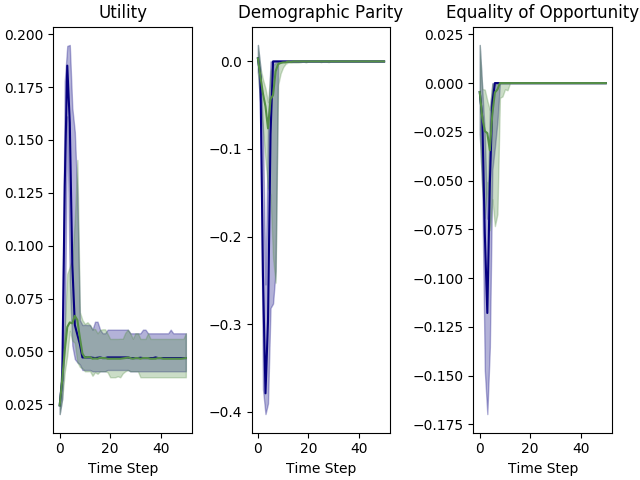 Utility
0.200
0.175
0.150
0.125
0.100
0.075
0.050
0.025
0 20 40
Time Step
Demographic Parity
0.0
−0.1
−0.2
−0.3
−0.4
0 20 40
Time Step
Equality of Opportunity
0.025
0.000
−0.025
−0.050
−0.075
−0.100
−0.125
−0.150
−0.175
0 20 40
Time Step